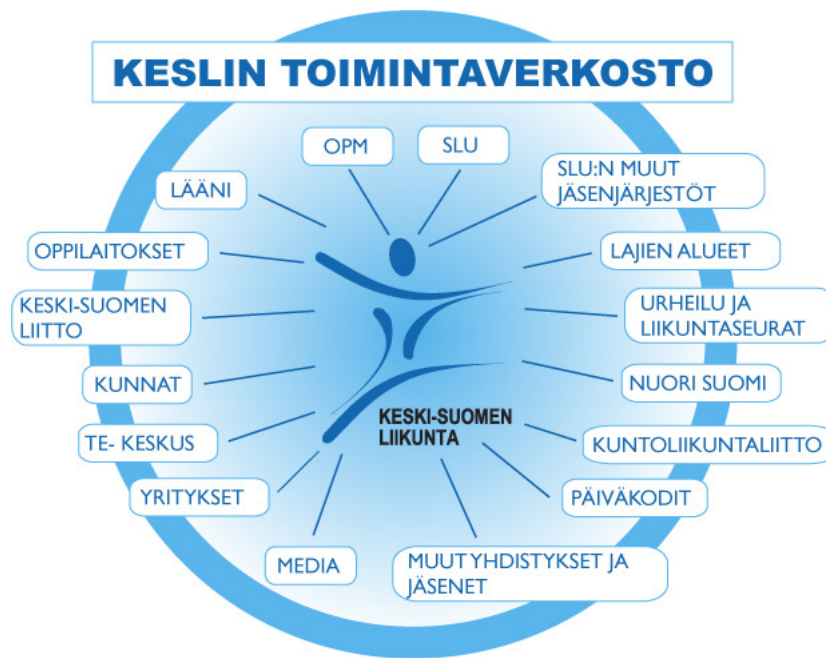 KESLIN TOIMINTAVERKOSTO
OPM
SLU
LÄÄNI
SLU:N MUUT
JÄSENJÄRJESTÖT
OPPILAITOKSET
LAJIEN ALUEET
KESKI-SUOMEN
LIITTO
URHEILU JA
LIIKUNTASEURAT
KUNNAT
NUORI SUOMI
KESKI-SUOMEN
LIIKUNTA
TE- KESKUS
KUNTOLIIKUNTALIITTO
YRITYKSET
PÄIVÄKODIT
MEDIA
MUUT YHDISTYKSET JA
JÄSENET